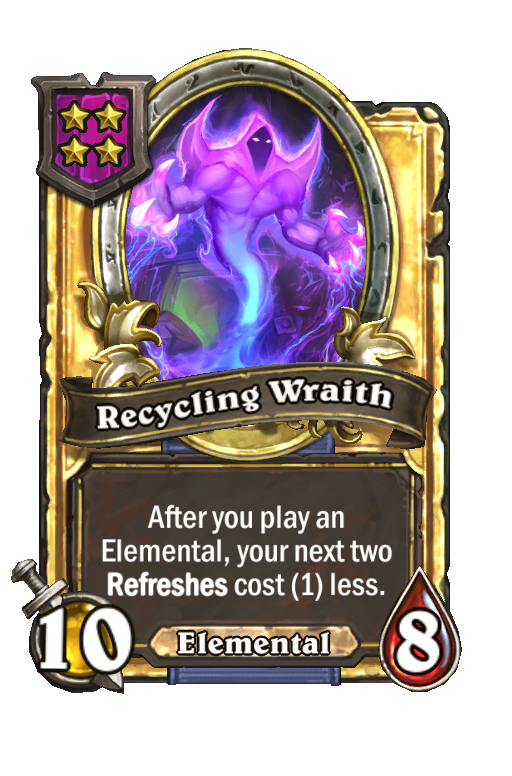 Recycling Wraith
After you play an
Elemental, your next two
Refreshes cost (1) less.
10
Elemental
8